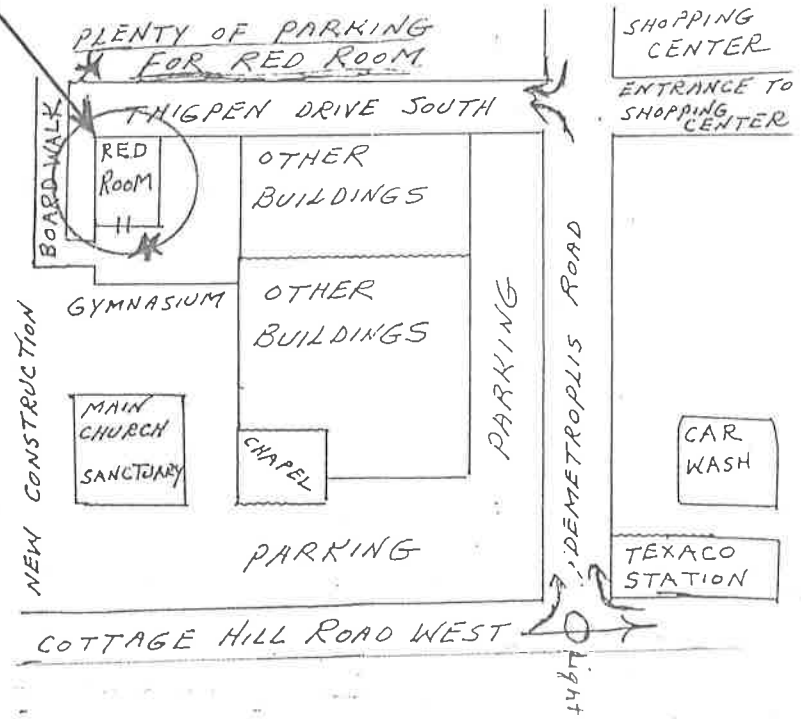 PLENTY OF PARKING
FOR RED ROOM
SHOPPING
CENTER
THIGPEN DRIVE SOUTH
ENTRANCE TO
SHOPPING
CENTER
BOARD WALK
RED
ROOM
OTHER
BUILDINGS
GYMNASIUM
OTHER
BUILDINGS
PARKING
DEMETROPLIS ROAD
NEW CONSTRUCTION
MAIN
CHURCH
SANCTUARY
CHAPEL
CAR
WASH
PARKING
TEXACO
STATION
COTTAGE HILL ROAD WEST
Light